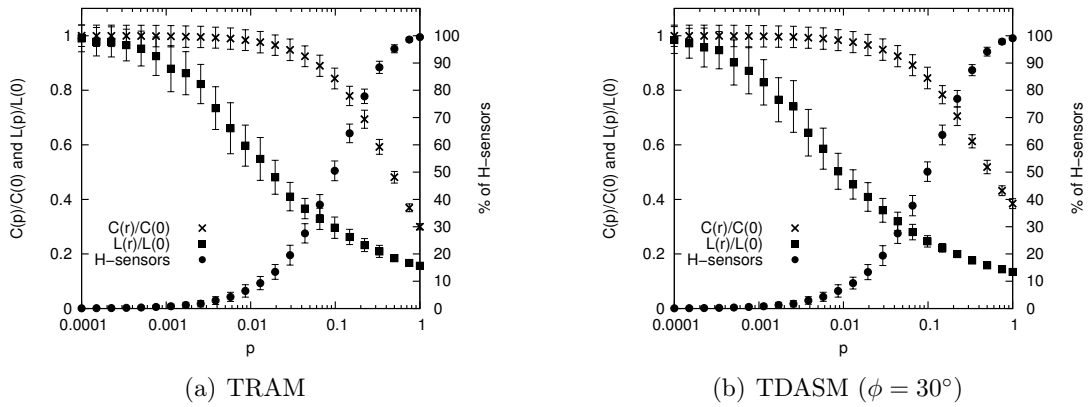 C(p)/C(0) and L(p)/L(0)
1
0.8
0.6
0.4
0.2
0
100
90
80
70
60
50
40
30
20
10
0
% of H-sensors
C(r)/C(0)
L(r)/L(0)
H-sensors
0.0001 0.001 0.01 0.1 1
p
(a) TRAM
C(p)/C(0) and L(p)/L(0)
1
0.8
0.6
0.4
0.2
0
100
90
80
70
60
50
40
30
20
10
0
% of H-sensors
C(r)/C(0)
L(r)/L(0)
H-sensors
0.0001 0.001 0.01 0.1 1
p
(b) TDASM (ϕ = 30°)